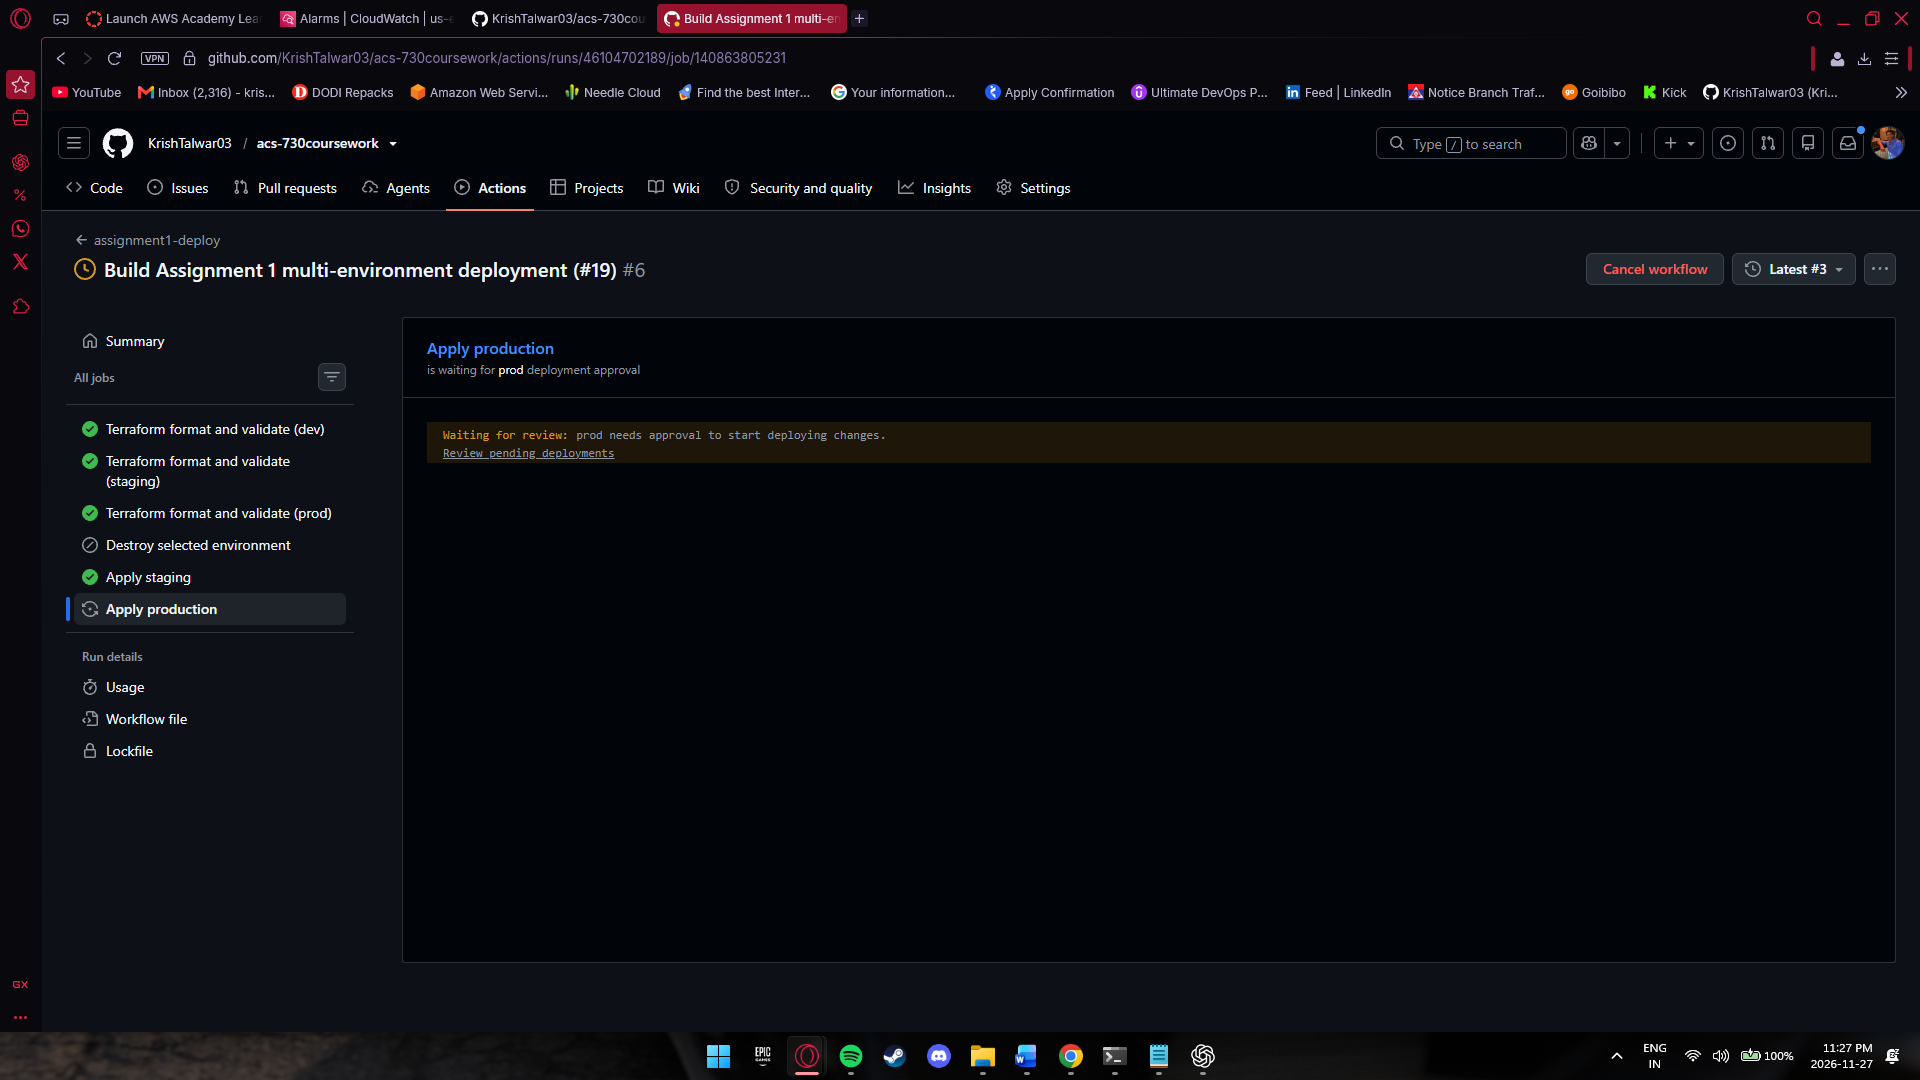 Launch AWS Academy Lea
Alarms | CloudWatch | us-e
KrishTalwar03/acs-730cou
Build Assignment 1 multi-en
VPN
github.com/KrishTalwar03/acs-730coursework/actions/runs/46104702189/job/140863805231
YouTube
Inbox (2,316) - kris...
DODI Repacks
Amazon Web Servi...
Needle Cloud
Find the best Inter...
Your information...
Apply Confirmation
Ultimate DevOps P...
Feed | LinkedIn
Notice Branch Traf...
Goibibo
Kick
KrishTalwar03 (Kri...
KrishTalwar03 / acs-730coursework
Type / to search
Code
Issues
Pull requests
Agents
Actions
Projects
Wiki
Security and quality
Insights
Settings
assignment1-deploy
Build Assignment 1 multi-environment deployment (#19) #6
Cancel workflow
Latest #3
Summary
All jobs
Terraform format and validate (dev)
Terraform format and validate
(staging)
Terraform format and validate (prod)
Destroy selected environment
Apply staging
Apply production
Run details
Usage
Workflow file
Lockfile
Apply production
is waiting for prod deployment approval
Waiting for review: prod needs approval to start deploying changes.
Review pending deployments
GX
EPIC
GAMES
ENG
IN
100%
11:27 PM
2026-11-27